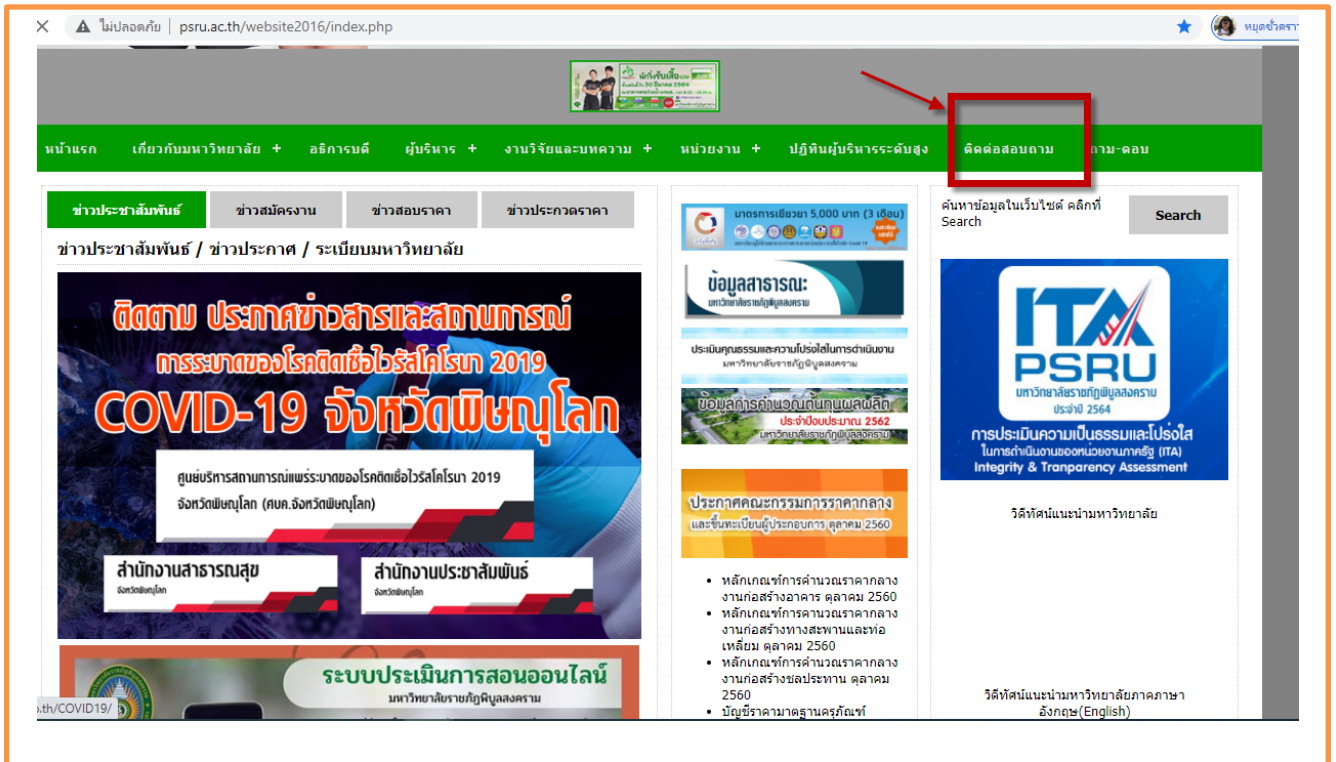 ไม่ปลอดภัย | psru.ac.th/website2016/index.php
หน้าแรก เกี่ยวกับมหาวิทยาลัย + อธิการบดี ผู้บริหาร + งานวิจัยและบทความ + หน่วยงาน + ปฏิทินผู้บริหารระดับสูง ติดต่อสอบถาม ถาม-ตอบ
ข่าวประชาสัมพันธ์ ข่าวสมัครงาน ข่าวสอบราคา ข่าวประกวดราคา
ข่าวประชาสัมพันธ์ / ข่าวประกาศ / ระเบียบมหาวิทยาลัย
ติดตาม ประกาศข่าวสารและสถานการณ์
การระบาดของโรคติดเชื้อไวรัสโคโรนา 2019
COVID-19 จังหวัดพิษณุโลก
ศูนย์บริหารสถานการณ์แพร่ระบาดของโรคติดเชื้อไวรัสโคโรนา 2019
จังหวัดพิษณุโลก (ศบค.จังหวัดพิษณุโลก)
สำนักงานสาธารณสุข
จังหวัดพิษณุโลก
สำนักงานประชาสัมพันธ์
จังหวัดพิษณุโลก
ระบบประเมินการสอนออนไลน์
มหาวิทยาลัยราชภัฏพิบูลสงคราม
.th/COVID19/
มาตรการเยียวยา 5,000 บาท (3 เดือน)
ข้อมูลสาธารณะ
มหาวิทยาลัยราชภัฏพิบูลสงคราม
ประเมินคุณธรรมและความโปร่งใสในการดำเนินงาน
มหาวิทยาลัยราชภัฏพิบูลสงคราม
ข้อมูลการคำนวณต้นทุนผลผลิต
ประจำปีงบประมาณ 2562
มหาวิทยาลัยราชภัฏพิบูลสงคราม
ประกาศคณะกรรมการราคากลาง
และขึ้นทะเบียนผู้ประกอบการ ตุลาคม 2560
• หลักเกณฑ์การคำนวณราคากลาง
งานก่อสร้างอาคาร ตุลาคม 2560
• หลักเกณฑ์การคำนวณราคากลาง
งานก่อสร้างทางสะพานและท่อ
เหลี่ยม ตุลาคม 2560
• หลักเกณฑ์การคำนวณราคากลาง
งานก่อสร้างชลประทาน ตุลาคม
2560
• บัญชีราคามาตรฐานครุภัณฑ์
ค้นหาข้อมูลในเว็บไซต์ คลิกที่
Search
Search
ITA
PSRU
มหาวิทยาลัยราชภัฏพิบูลสงคราม
ประจำปี 2564
การประเมินความเป็นธรรมและโปร่งใส
ในการดำเนินงานของหน่วยงานภาครัฐ (ITA)
Integrity & Tranparency Assessment
วิดีทัศน์แนะนำมหาวิทยาลัย
วิดีทัศน์แนะนำมหาวิทยาลัยภาคภาษา
อังกฤษ(English)